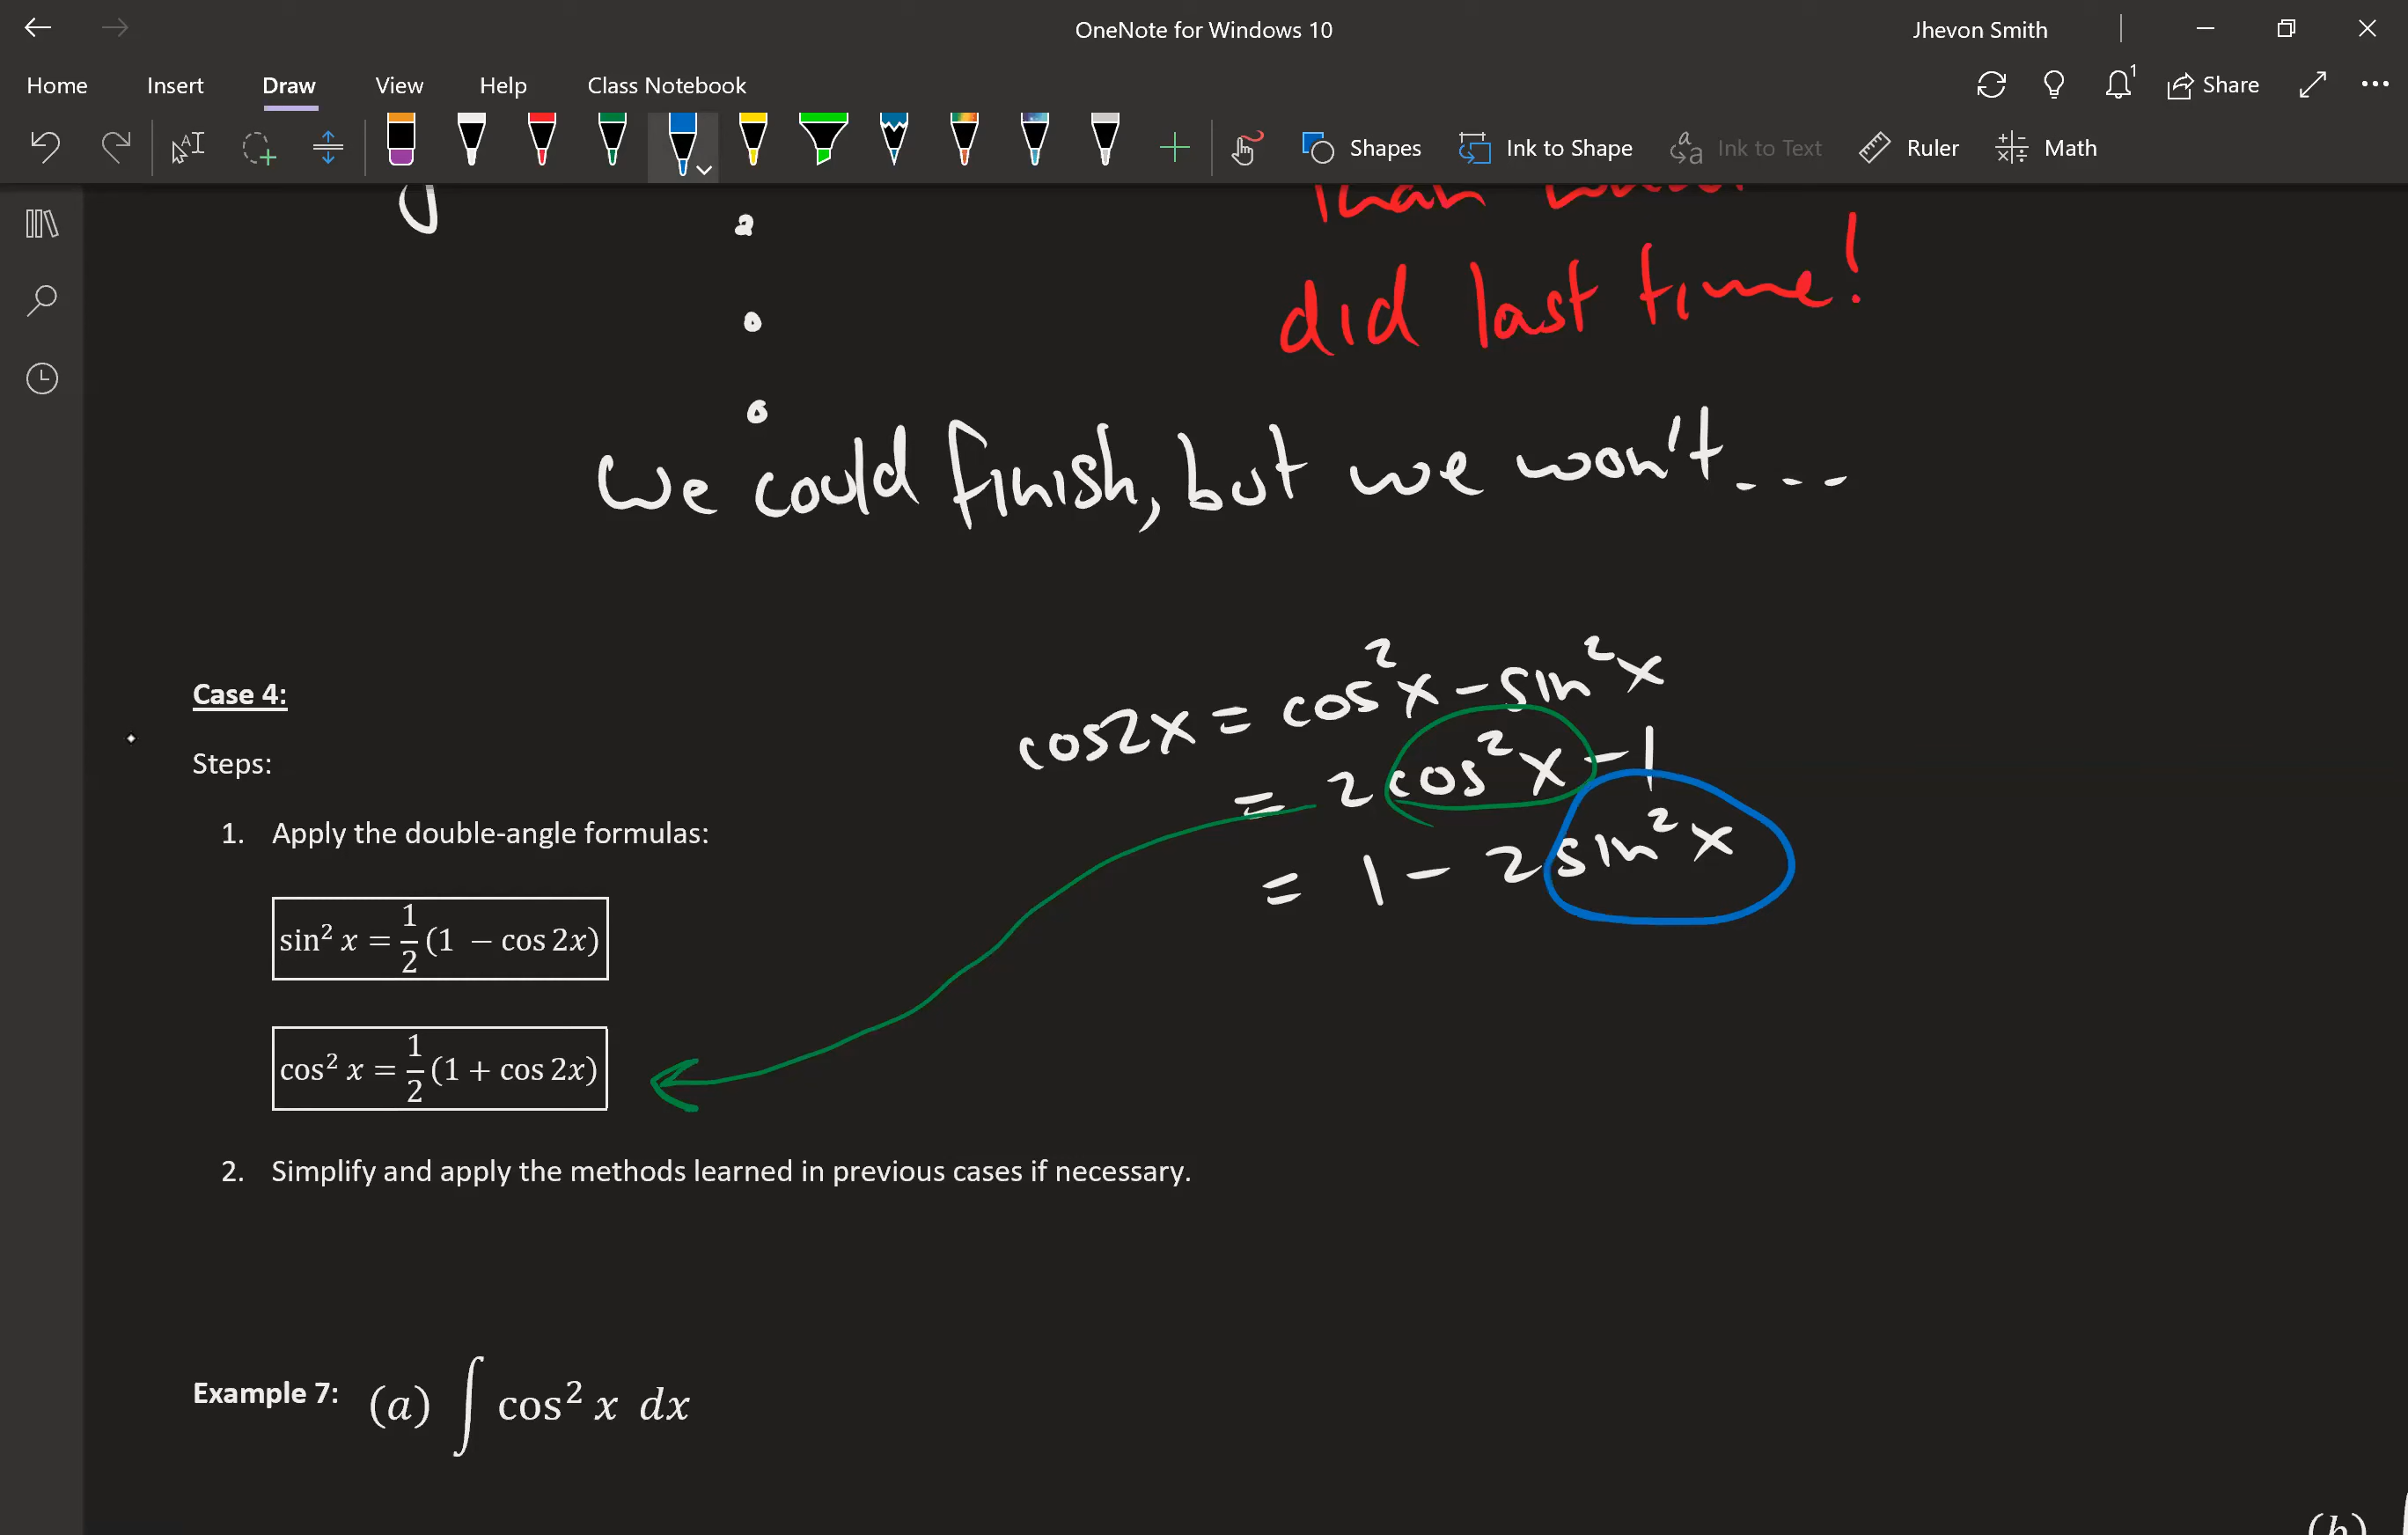 OneNote for Windows 10
Jhevon Smith
Home Insert Draw View Help Class Notebook
1 Share
Shapes Ink to Shape Ink to Text Ruler Math
than
did last time!
we could finish, but we won't...
cos2x = cos²x - sin²x
= 2cos²x - 1
= 1 - 2sin²x
Case 4:
Steps:
1. Apply the double-angle formulas:
sin² x = 1/2 (1 − cos 2x)
cos² x = 1/2 (1 + cos 2x)
2. Simplify and apply the methods learned in previous cases if necessary.
Example 7: (a) ∫ cos² x dx
(b)